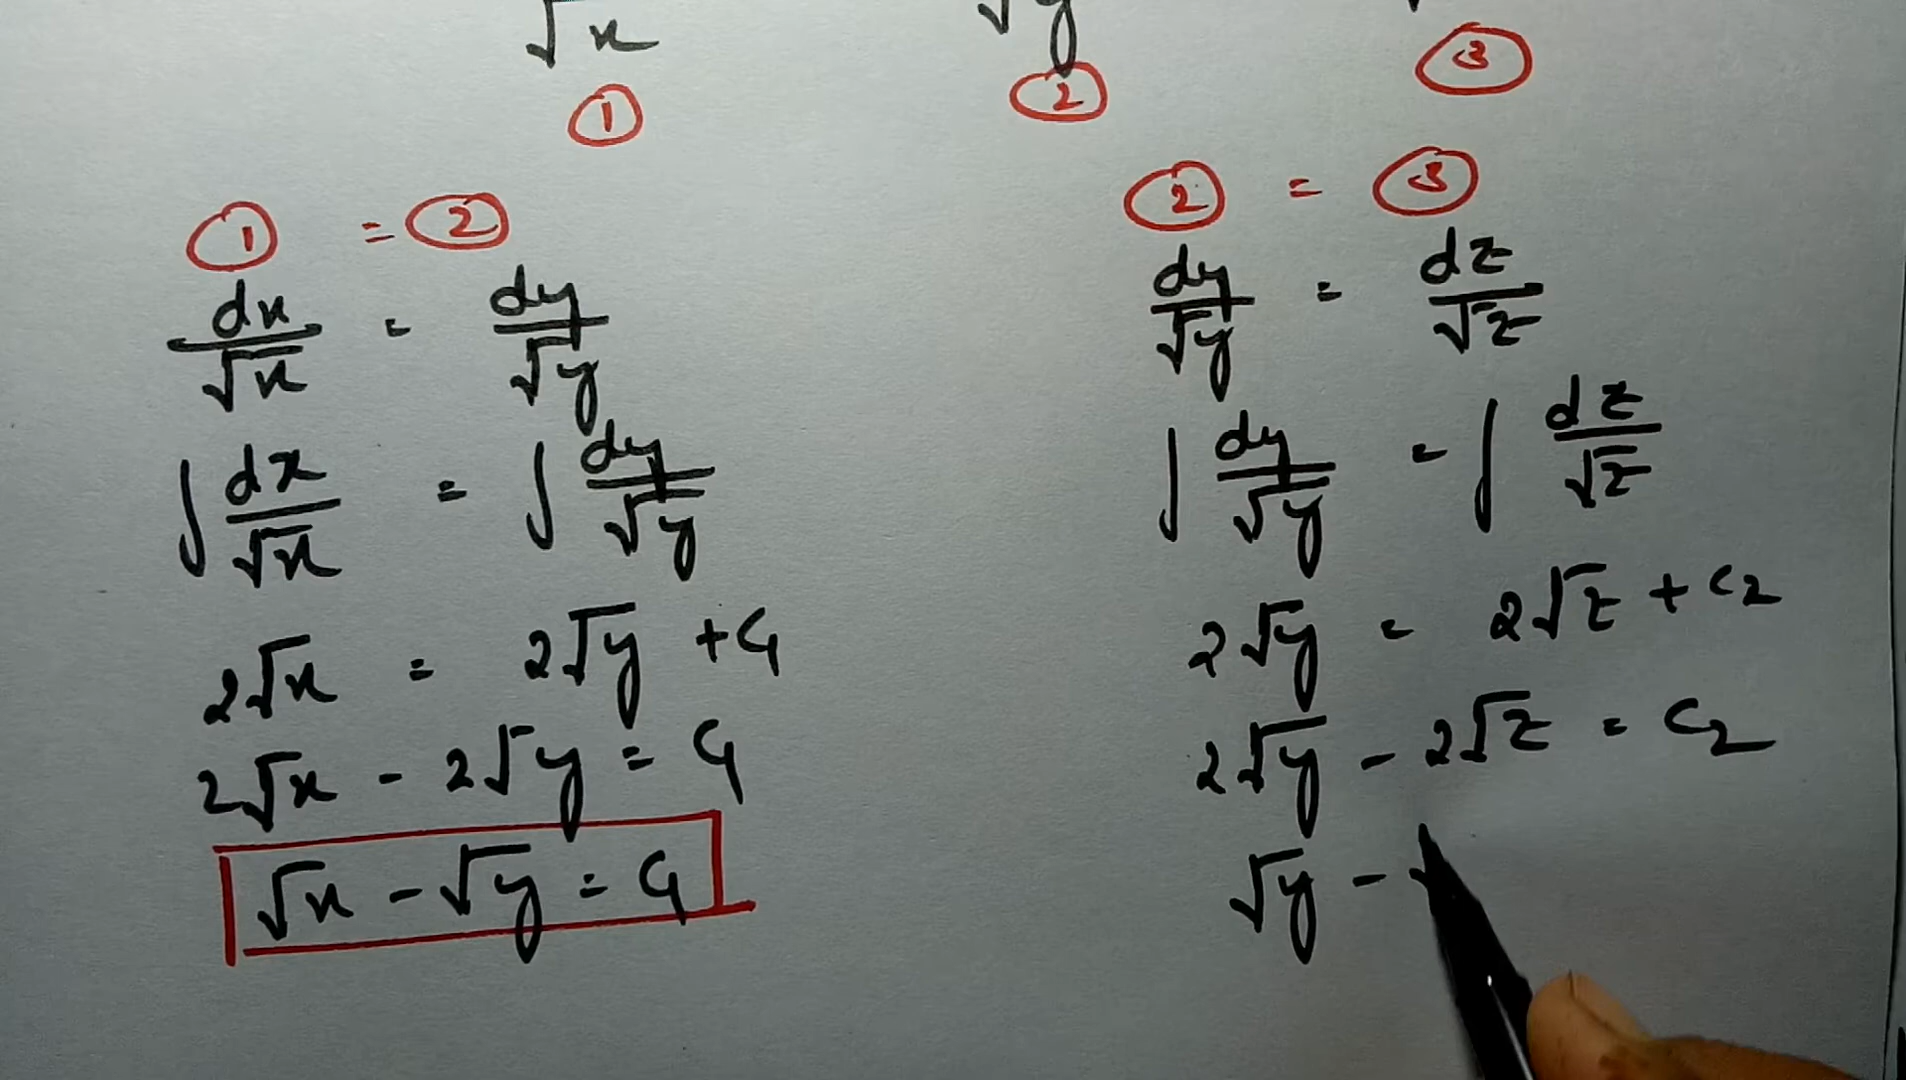 √x √y
① ② ③
① = ②
dx/√x = dy/√y
∫ dx/√x = ∫ dy/√y
2√x = 2√y + C1
2√x - 2√y = C1
√x - √y = C1
② = ③
dy/√y = dz/√z
∫ dy/√y = ∫ dz/√z
2√y = 2√z + C2
2√y - 2√z = C2
√y - √